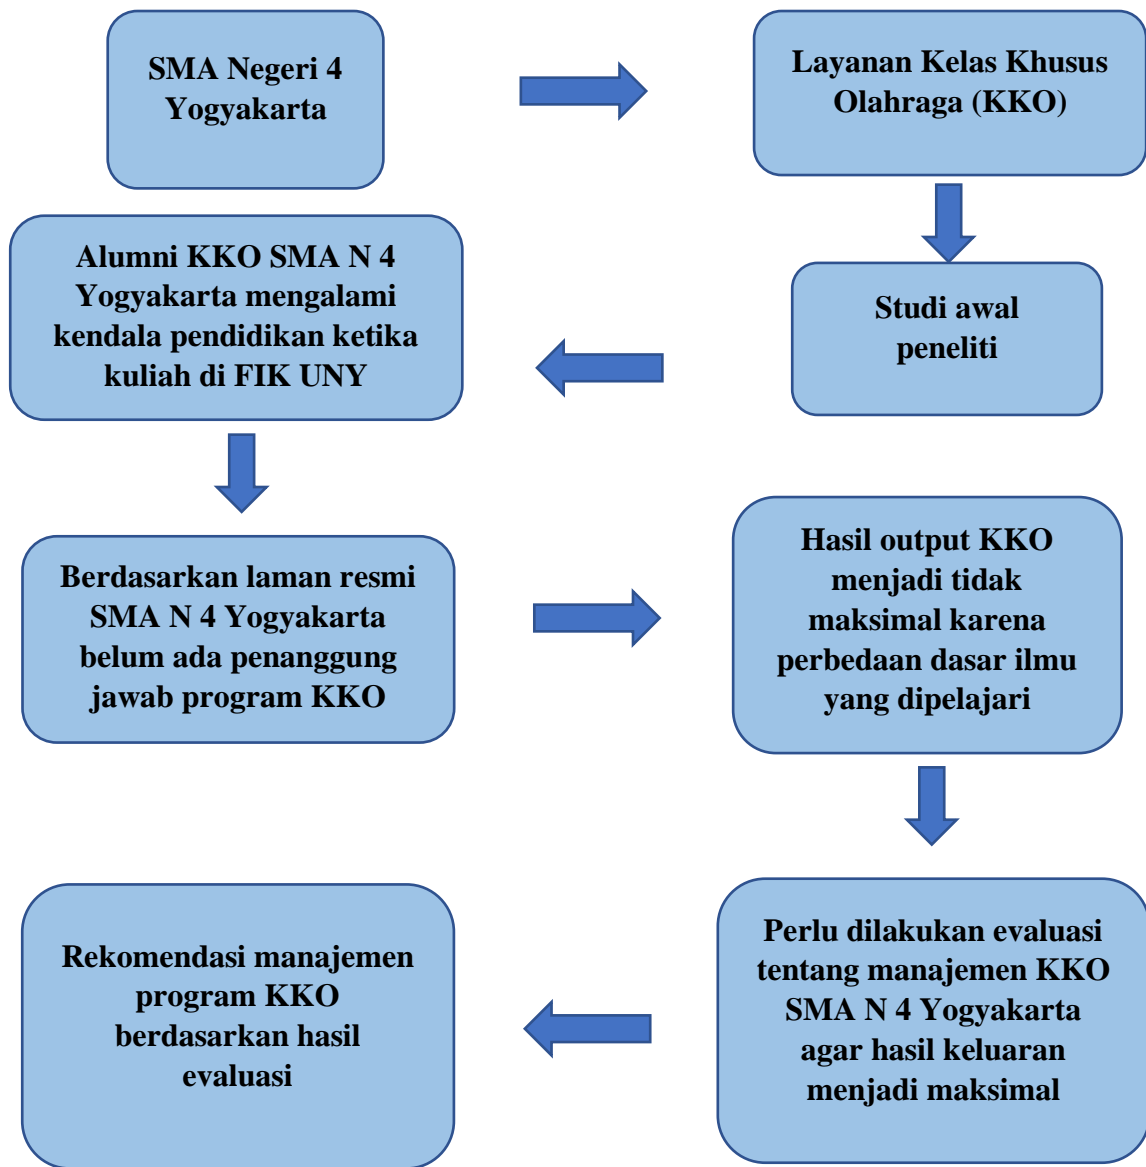 SMA Negeri 4
Yogyakarta
Layanan Kelas Khusus
Olahraga (KKO)
Studi awal
peneliti
Alumni KKO SMA N 4
Yogyakarta mengalami
kendala pendidikan ketika
kuliah di FIK UNY
Berdasarkan laman resmi
SMA N 4 Yogyakarta
belum ada penanggung
jawab program KKO
Hasil output KKO
menjadi tidak
maksimal karena
perbedaan dasar ilmu
yang dipelajari
Perlu dilakukan evaluasi
tentang manajemen KKO
SMA N 4 Yogyakarta
agar hasil keluaran
menjadi maksimal
Rekomendasi manajemen
program KKO
berdasarkan hasil
evaluasi